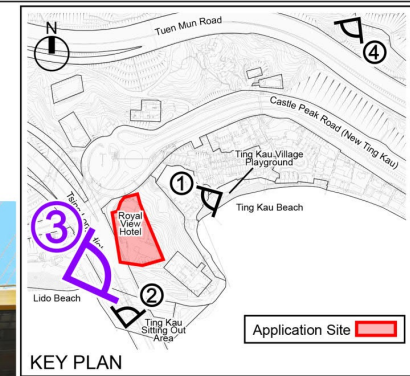 N
Tuen Mun Road
4
Castle Peak Road (New Ting Kau)
Ting Kau Village
Playground
1
Ting Kau Beach
3
Royal
View
Hotel
Lido Beach
2
Ting Kau
Sitting Out
Area
Application Site
KEY PLAN